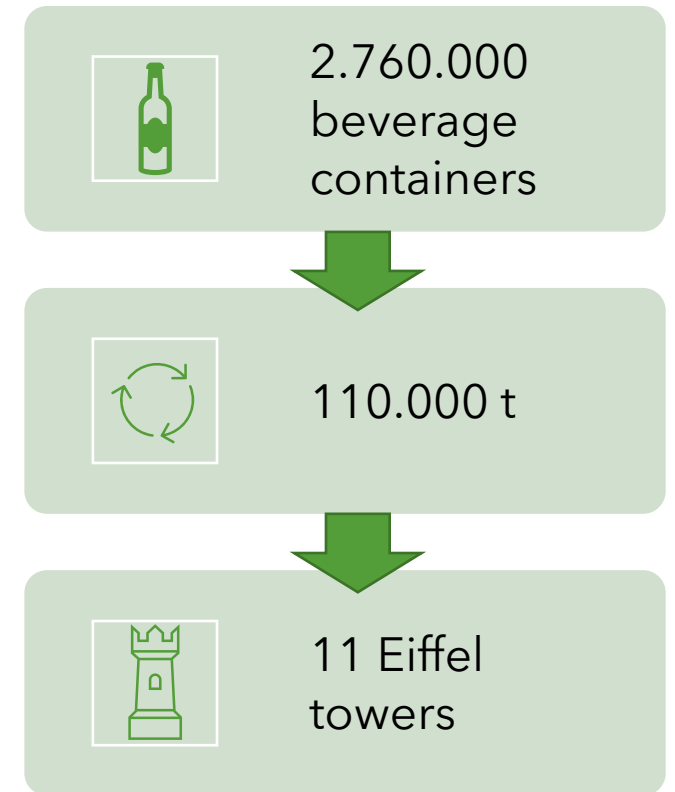 2.760.000
beverage
containers
110.000 t
11 Eiffel
towers